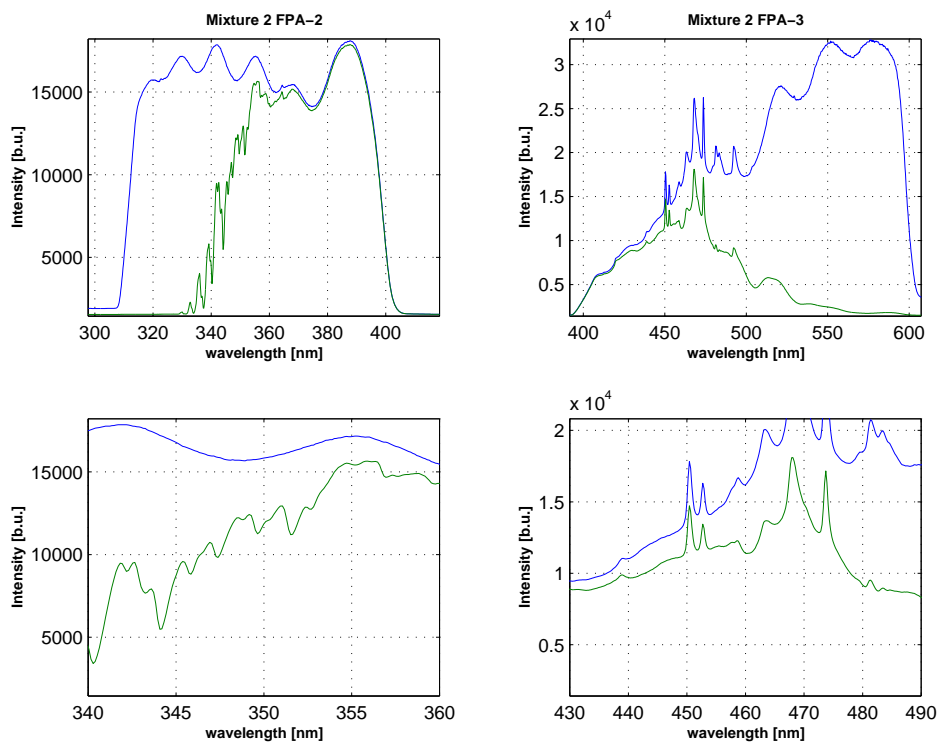 Mixture 2 FPA−2
Intensity [b.u.]
15000
10000
5000
300 320 340 360 380 400
wavelength [nm]
Mixture 2 FPA−3
x 10^4
Intensity [b.u.]
3
2.5
2
1.5
1
0.5
400 450 500 550 600
wavelength [nm]
Intensity [b.u.]
15000
10000
5000
340 345 350 355 360
wavelength [nm]
x 10^4
Intensity [b.u.]
2
1.5
1
0.5
430 440 450 460 470 480 490
wavelength [nm]